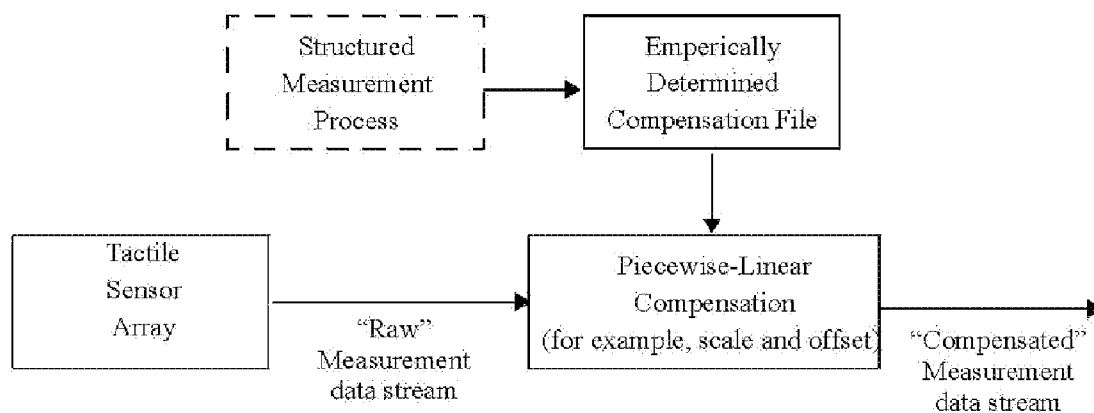 Structured
Measurement
Process
Emperically
Determined
Compensation File
Tactile
Sensor
Array
“Raw”
Measurement
data stream
Piecewise-Linear
Compensation
(for example, scale and offset)
“Compensated”
Measurement
data stream